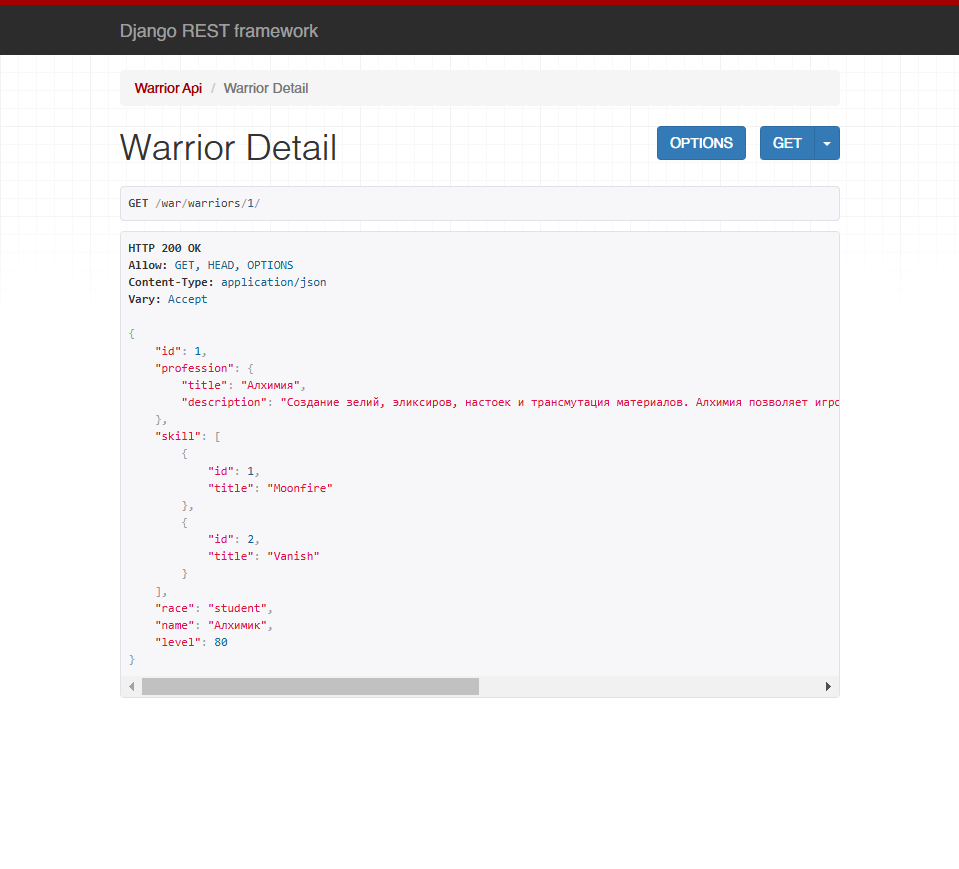 Django REST framework
Warrior Api / Warrior Detail
Warrior Detail
OPTIONS
GET
GET /war/warriors/1/
HTTP 200 OK
Allow: GET, HEAD, OPTIONS
Content-Type: application/json
Vary: Accept
{
    "id": 1,
    "profession": {
        "title": "Алхимия",
        "description": "Создание зелий, эликсиров, настоек и трансмутация материалов. Алхимия позволяет
    },
    "skill": [
        {
            "id": 1,
            "title": "Moonfire"
        },
        {
            "id": 2,
            "title": "Vanish"
        }
    ],
    "race": "student",
    "name": "Алхимик",
    "level": 80
}